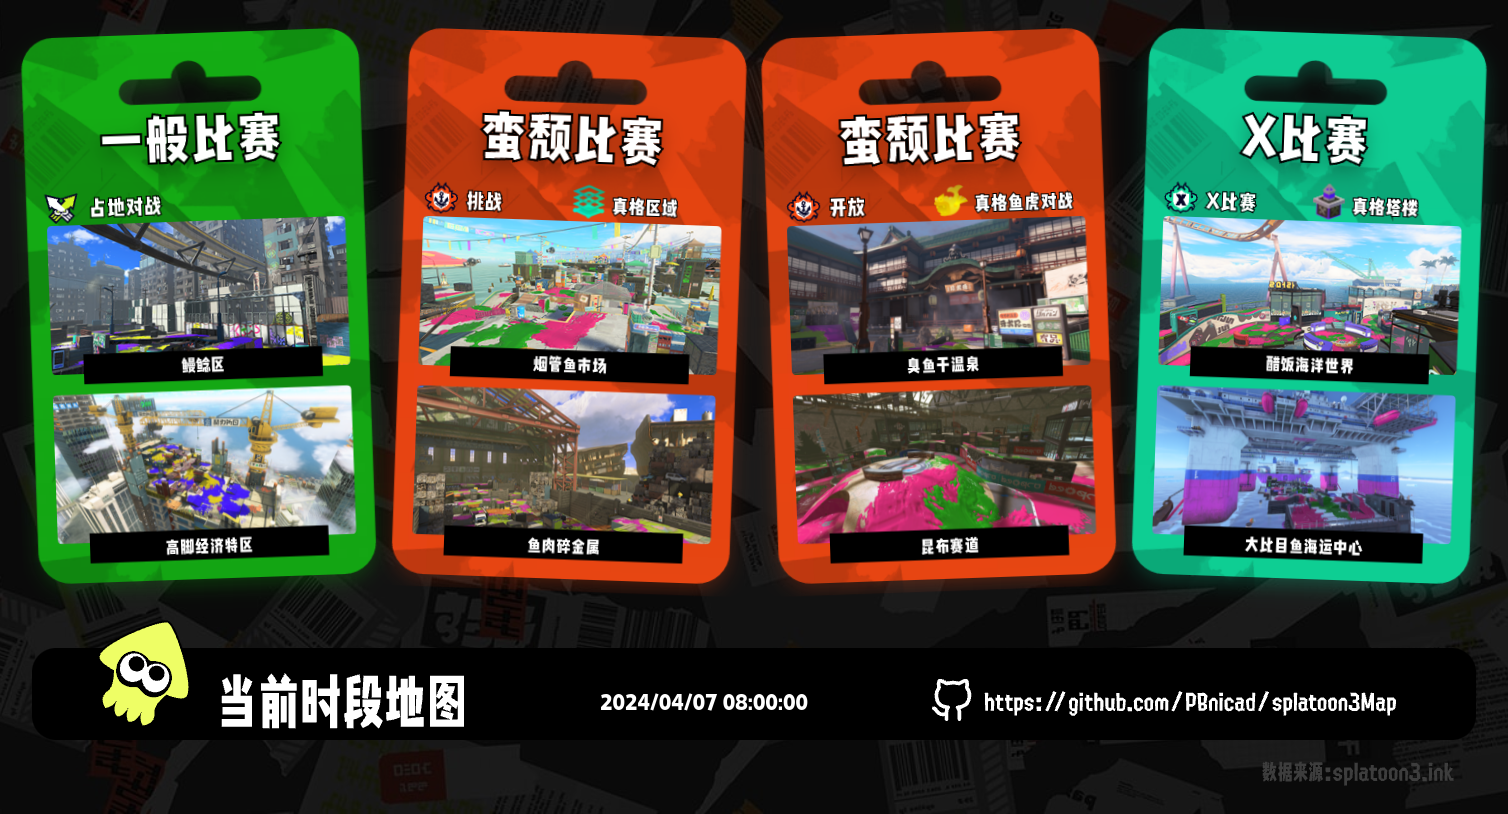 一般比赛
占地对战
鳗鲶区
高脚经济特区
蛮颓比赛
挑战
真格区域
烟管鱼市场
鱼肉碎金属
蛮颓比赛
开放
真格鱼虎对战
臭鱼干温泉
昆布赛道
X比赛
X比赛
真格塔楼
醋饭海洋世界
大比目鱼海运中心
当前时段地图
2024/04/07 08:00:00
https://github.com/PBnicad/splatoon3Map
数据来源:splatoon3.ink